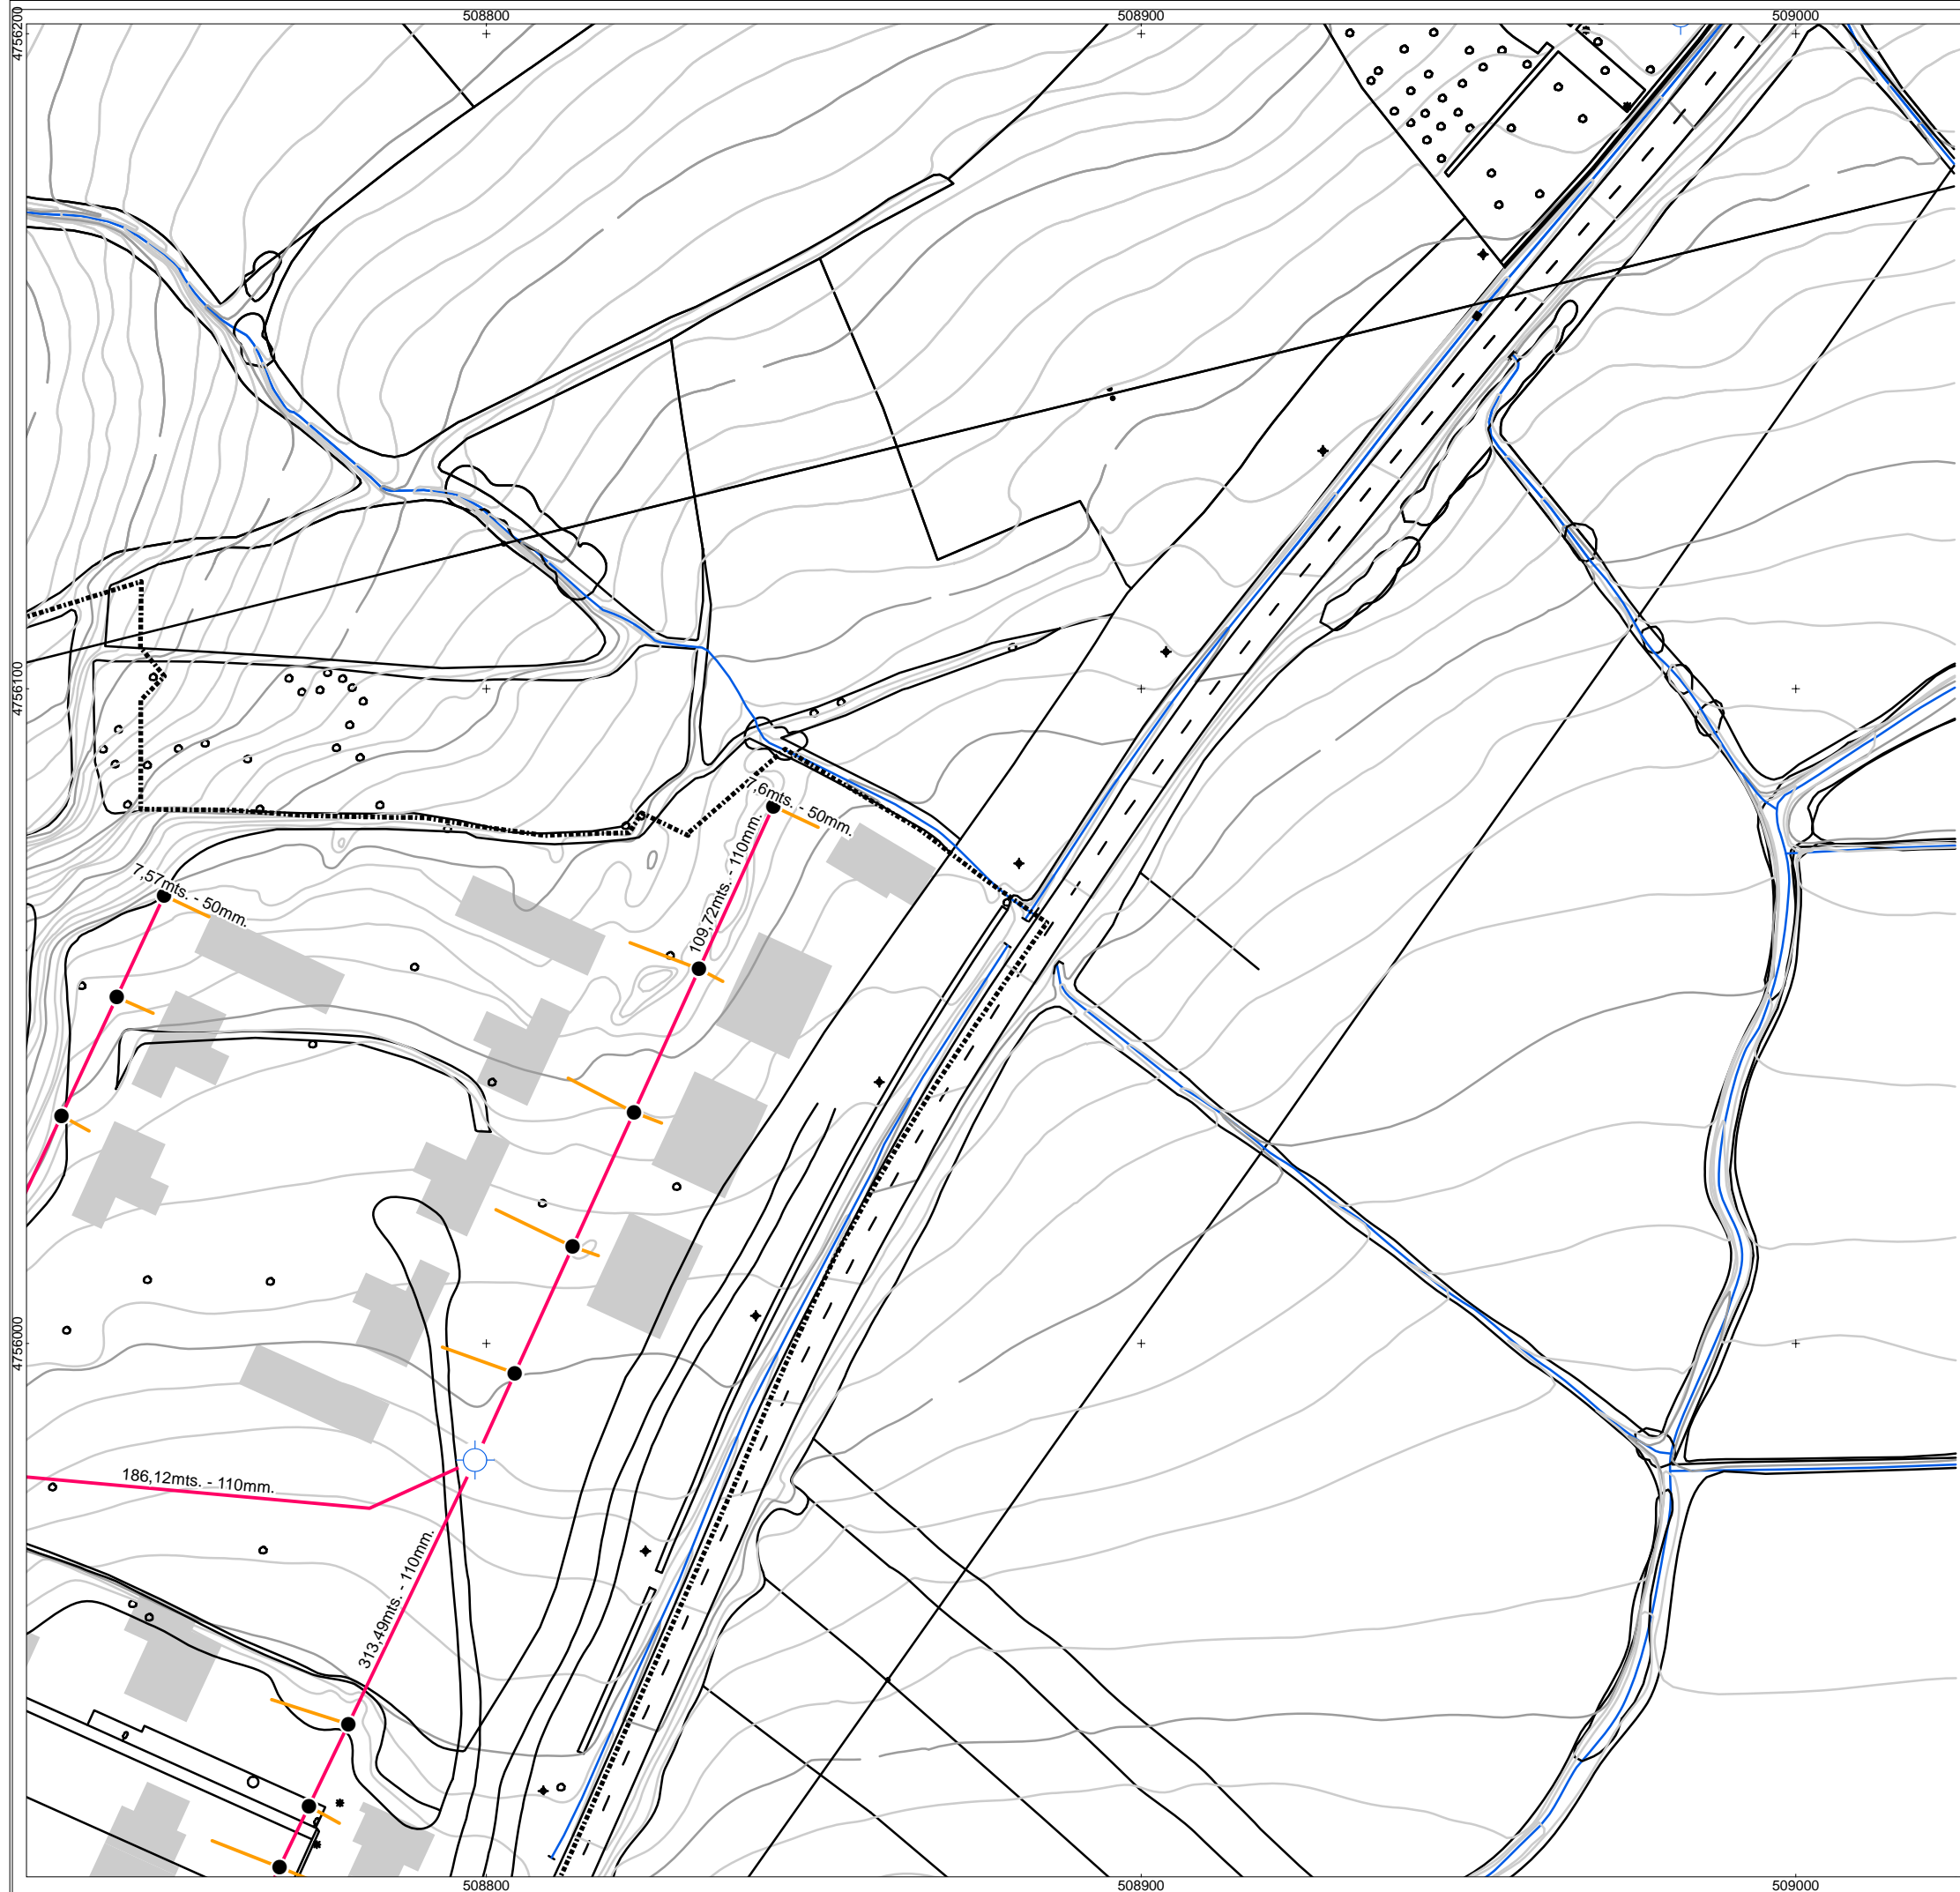 508800
508900
509000
4756200
4756100
4756000
7,6mts. - 50mm.
109,72mts. - 110mm.
7,57mts. - 50mm.
186,12mts. - 110mm.
313,49mts. - 110mm.
508800
508900
509000